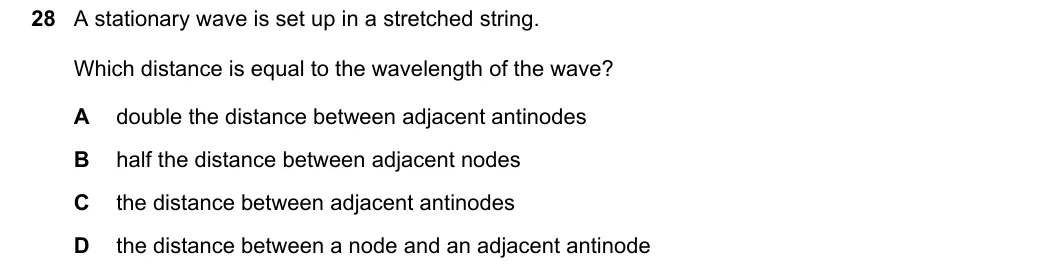 28 A stationary wave is set up in a stretched string.
Which distance is equal to the wavelength of the wave?
A double the distance between adjacent antinodes
B half the distance between adjacent nodes
C the distance between adjacent antinodes
D the distance between a node and an adjacent antinode